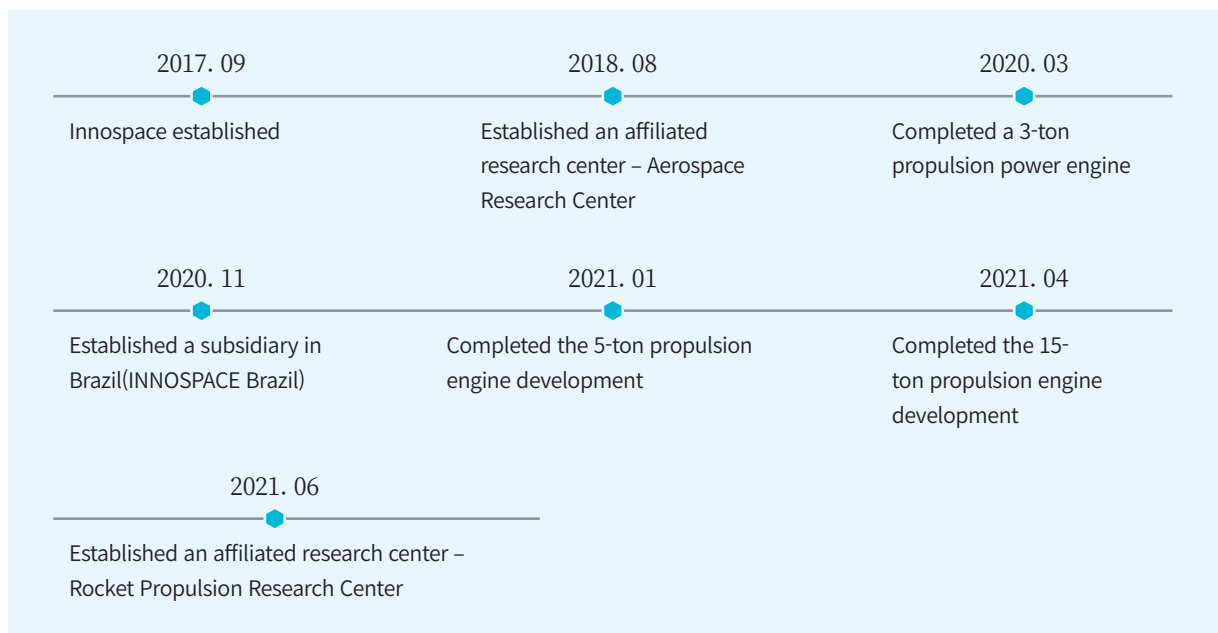 2017. 09
Innospace established
2018. 08
Established an affiliated
research center – Aerospace
Research Center
2020. 03
Completed a 3-ton
propulsion power engine
2020. 11
Established a subsidiary in
Brazil(INNOSPACE Brazil)
2021. 01
Completed the 5-ton propulsion
engine development
2021. 04
Completed the 15-
ton propulsion engine
development
2021. 06
Established an affiliated research center –
Rocket Propulsion Research Center